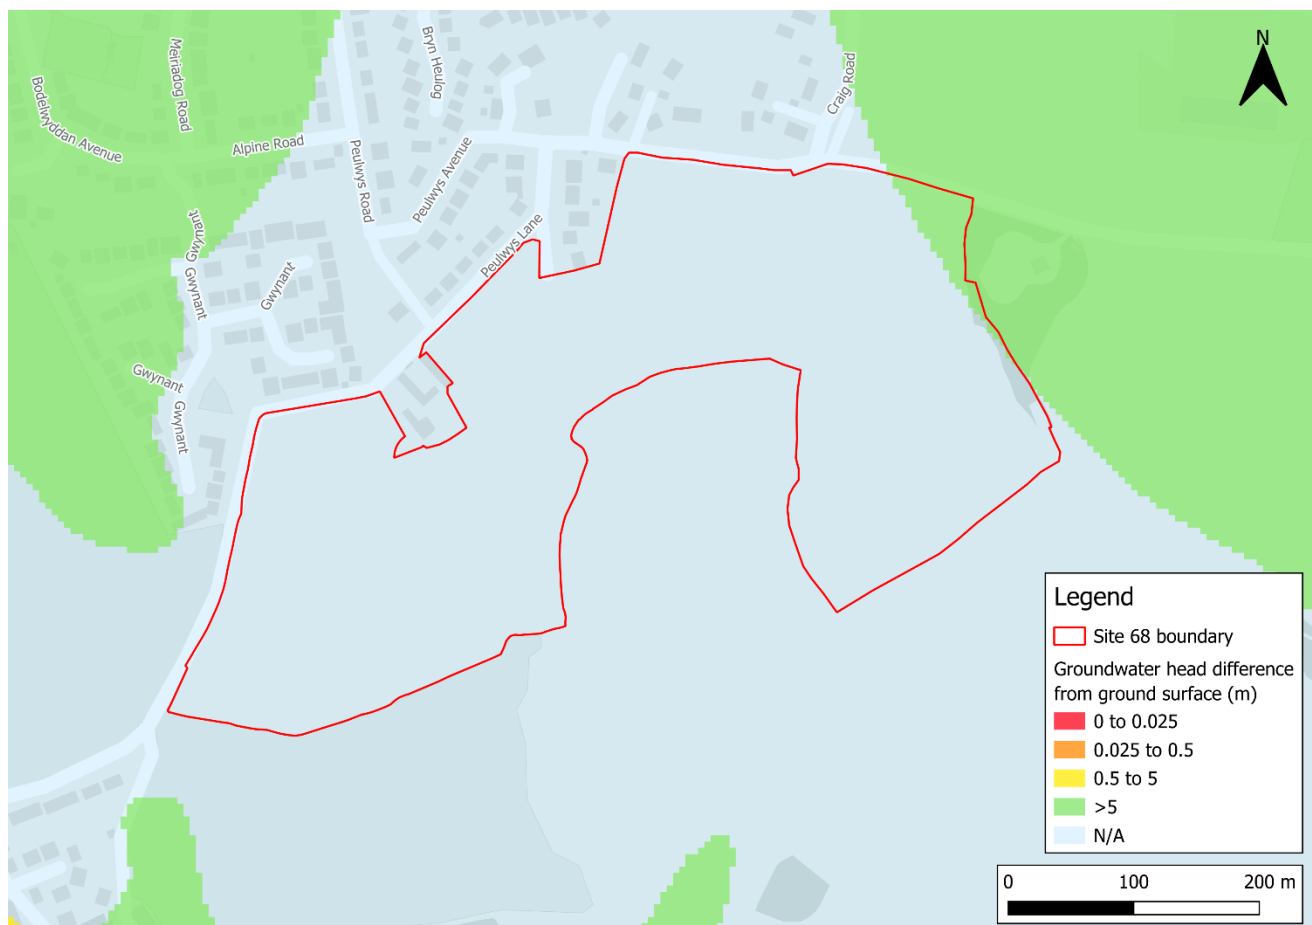 N
Bryn Heulog
Meiriadog Road
Craig Road
Bodelwyddan Avenue
Alpine Road
Peulwys Road
Peulwys Avenue
Gwynant
Peulwys Lane
Gwynant
Gwynant
Gwynant
Gwynant
Legend
Site 68 boundary
Groundwater head difference
from ground surface (m)
0 to 0.025
0.025 to 0.5
0.5 to 5
>5
N/A
0 100 200 m